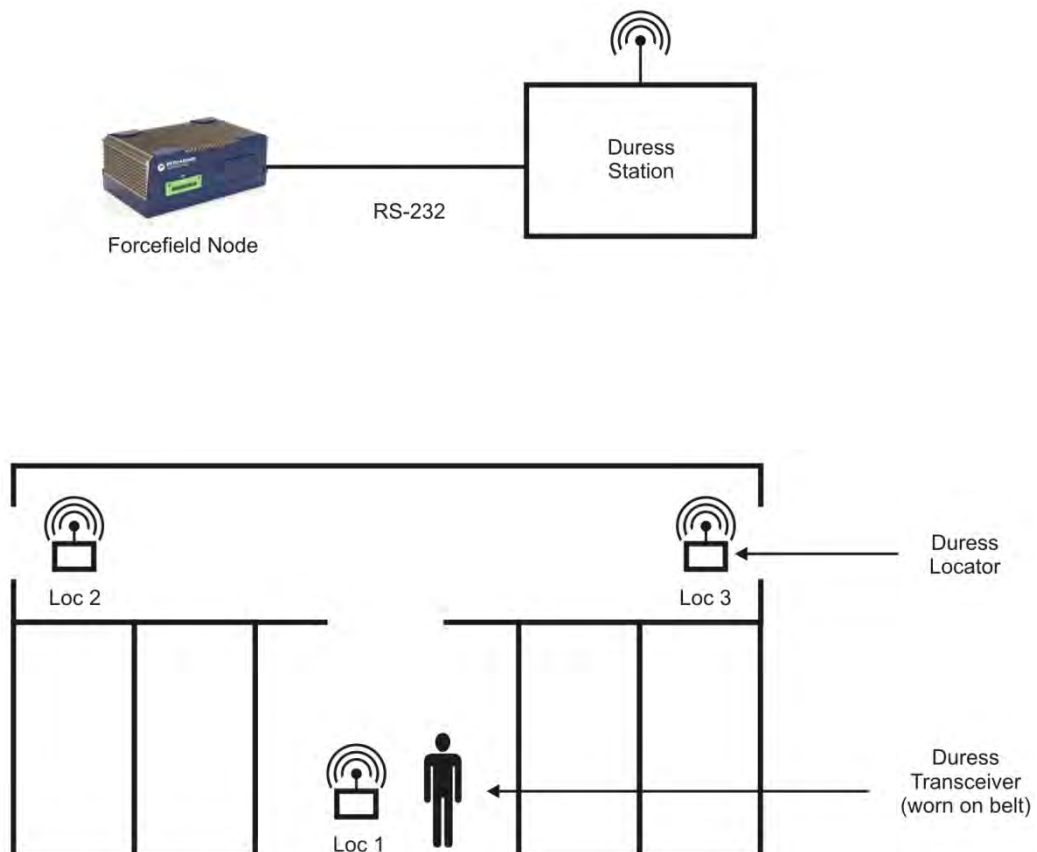 Duress
Station
RS-232
Forcefield Node
Duress
Locator
Loc 2
Loc 3
Duress
Transceiver
(worn on belt)
Loc 1